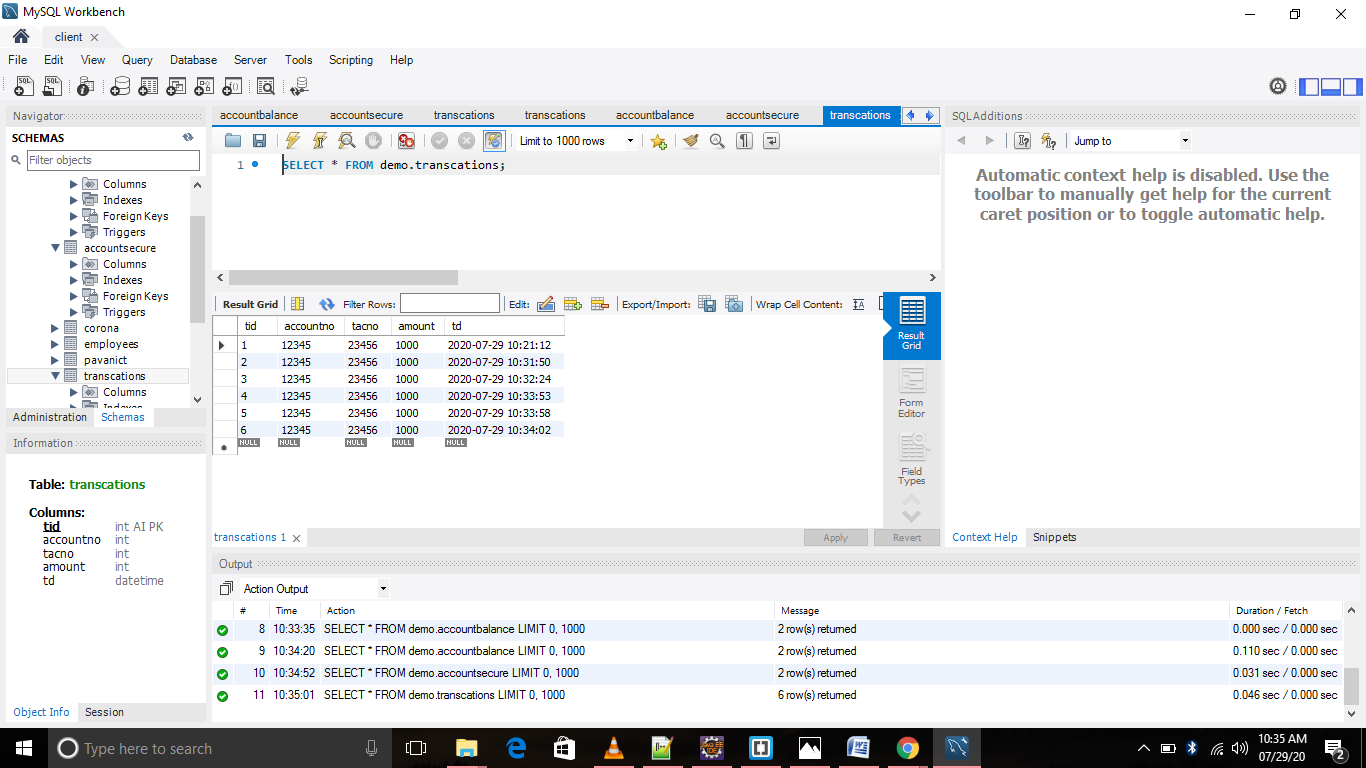 MySQL Workbench
client
File Edit View Query Database Server Tools Scripting Help
Navigator
SCHEMAS
Filter objects
Columns
Indexes
Foreign Keys
Triggers
accountsecure
Columns
Indexes
Foreign Keys
Triggers
corona
employees
pavanict
transcations
Columns
Indexes
Administration Schemas
Information
Table: transcations
Columns:
tid int AI PK
accountno int
tacno int
amount int
td datetime
Object Info Session
accountbalance accountsecure transcations transcations accountbalance accountsecure transcations
Limit to 1000 rows
1 SELECT * FROM demo.transcations;
Result Grid Filter Rows: Edit: Export/Import: Wrap Cell Content:
tid accountno tacno amount td
1 12345 23456 1000 2020-07-29 10:21:12
2 12345 23456 1000 2020-07-29 10:31:50
3 12345 23456 1000 2020-07-29 10:32:24
4 12345 23456 1000 2020-07-29 10:33:53
5 12345 23456 1000 2020-07-29 10:33:58
6 12345 23456 1000 2020-07-29 10:34:02
NULL NULL NULL NULL NULL
Result
Grid
Form
Editor
Field
Types
transcations 1
Apply Revert
SQLAdditions
Jump to
Automatic context help is disabled. Use the
toolbar to manually get help for the current
caret position or to toggle automatic help.
Context Help Snippets
Output
Action Output
# Time Action Message Duration / Fetch
8 10:33:35 SELECT * FROM demo.accountbalance LIMIT 0, 1000 2 row(s) returned 0.000 sec / 0.000 sec
9 10:34:20 SELECT * FROM demo.accountbalance LIMIT 0, 1000 2 row(s) returned 0.110 sec / 0.000 sec
10 10:34:52 SELECT * FROM demo.accountsecure LIMIT 0, 1000 2 row(s) returned 0.031 sec / 0.000 sec
11 10:35:01 SELECT * FROM demo.transcations LIMIT 0, 1000 6 row(s) returned 0.046 sec / 0.000 sec
Type here to search
10:35 AM
07/29/20
2